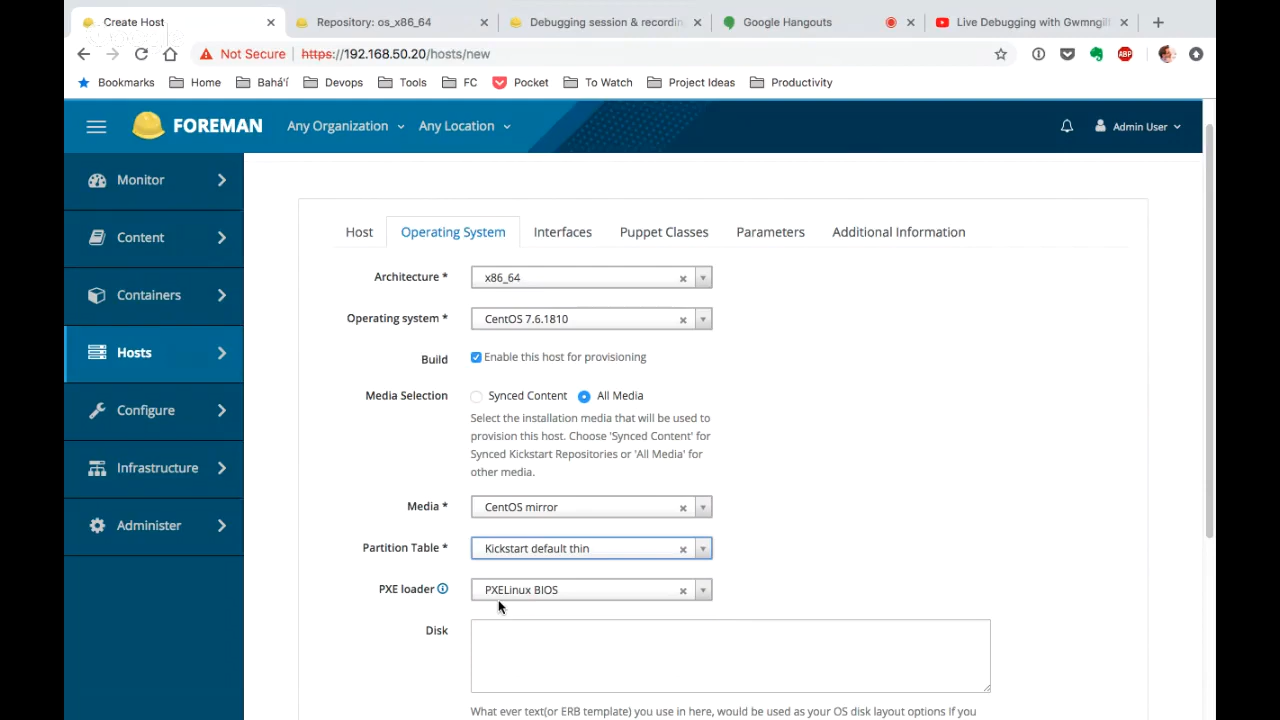 Create Host
Repository: os_x86_64
Debugging session & recordin
Google Hangouts
Live Debugging with Gwmngil
Not Secure https://192.168.50.20/hosts/new
ABP
Bookmarks Home Bahá'í Devops Tools FC Pocket To Watch Project Ideas Productivity
FOREMAN Any Organization Any Location Admin User
Monitor
Content
Containers
Hosts
Configure
Infrastructure
Administer
Host Operating System Interfaces Puppet Classes Parameters Additional Information
Architecture * x86_64
Operating system * CentOS 7.6.1810
Build Enable this host for provisioning
Media Selection Synced Content All Media
Select the installation media that will be used to
provision this host. Choose 'Synced Content' for
Synced Kickstart Repositories or 'All Media' for
other media.
Media * CentOS mirror
Partition Table * Kickstart default thin
PXE loader PXELinux BIOS
Disk
What ever text(or ERB template) you use in here, would be used as your OS disk layout options If you